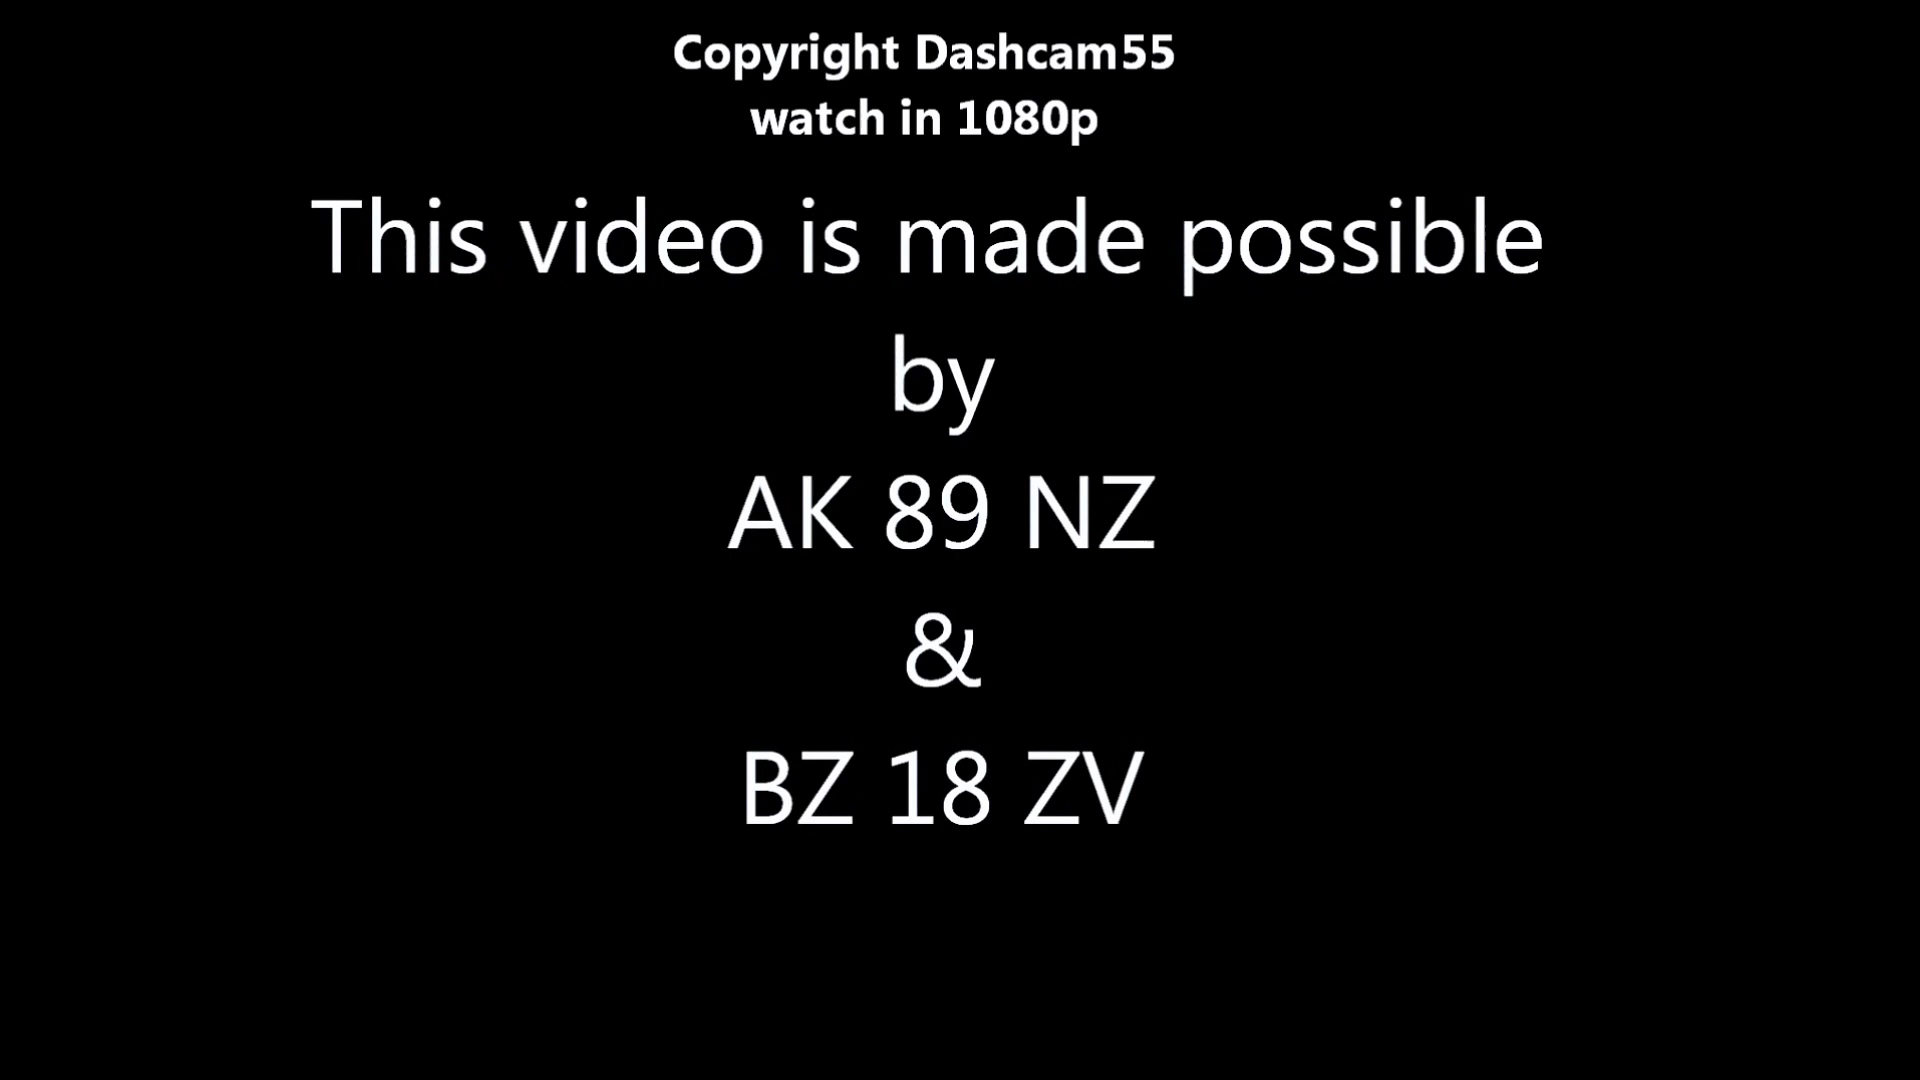 Copyright Dashcam55
watch in 1080p
This video is made possible
by
AK 89 NZ
&
BZ 18 ZV